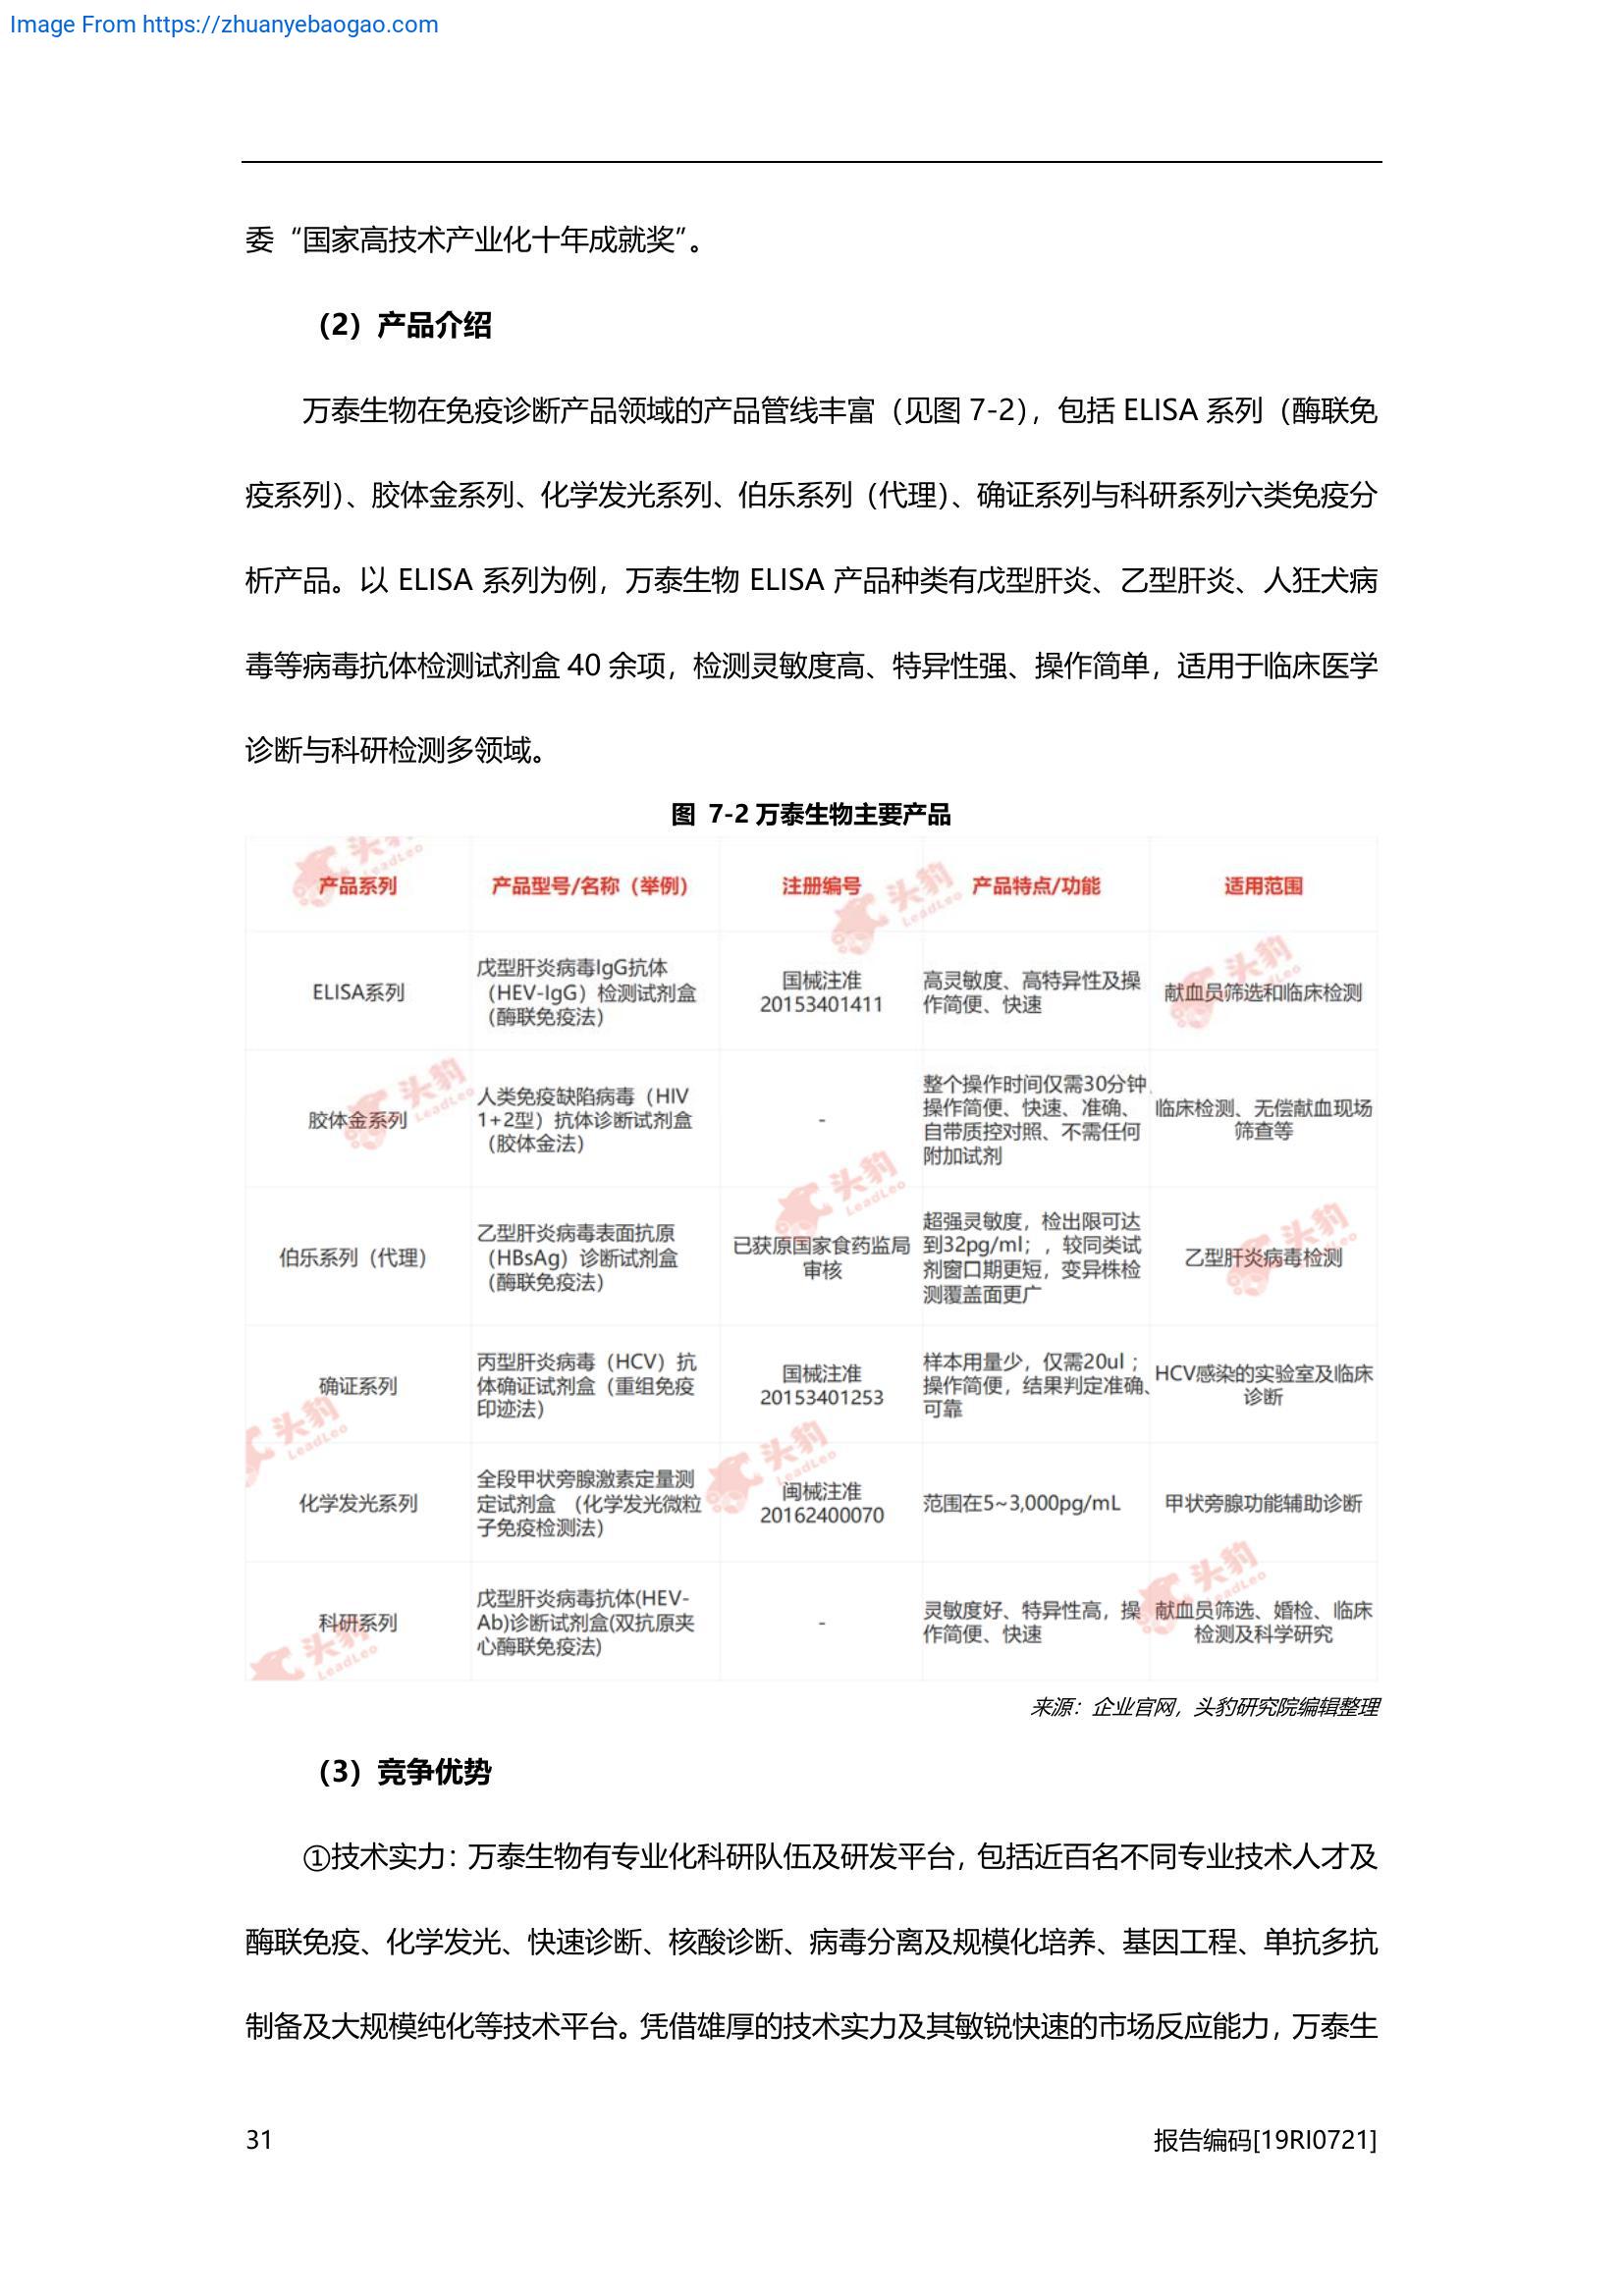 Image From https://zhuanyebaogao.com
委“国家高技术产业化十年成就奖”。
（2）产品介绍
万泰生物在免疫诊断产品领域的产品管线丰富（见图 7-2），包括 ELISA 系列（酶联免
疫系列）、胶体金系列、化学发光系列、伯乐系列（代理）、确证系列与科研系列六类免疫分
析产品。以 ELISA 系列为例，万泰生物 ELISA 产品种类有戊型肝炎、乙型肝炎、人狂犬病
毒等病毒抗体检测试剂盒 40 余项，检测灵敏度高、特异性强、操作简单，适用于临床医学
诊断与科研检测多领域。
图 7-2 万泰生物主要产品
产品系列 产品型号/名称（举例） 注册编号 产品特点/功能 适用范围
ELISA系列
戊型肝炎病毒IgG抗体
（HEV-IgG）检测试剂盒
（酶联免疫法）
国械注准
20153401411
高灵敏度、高特异性及操
作简便、快速
献血员筛选和临床检测
胶体金系列
人类免疫缺陷病毒（HIV
1+2型）抗体诊断试剂盒
（胶体金法）
-
整个操作时间仅需30分钟，
操作简便、快速、准确、
自带质控对照、不需任何
附加试剂
临床检测、无偿献血现场
筛查等
伯乐系列（代理）
乙型肝炎病毒表面抗原
（HBsAg）诊断试剂盒
（酶联免疫法）
已获原国家食药监局
审核
超强灵敏度，检出限可达
到32pg/ml；，较同类试
剂窗口期更短，变异株检
测覆盖面更广
乙型肝炎病毒检测
确证系列
丙型肝炎病毒（HCV）抗
体确证试剂盒（重组免疫
印迹法）
国械注准
20153401253
样本用量少，仅需20ul；
操作简便，结果判定准确、
可靠
HCV感染的实验室及临床
诊断
化学发光系列
全段甲状旁腺激素定量测
定试剂盒 （化学发光微粒
子免疫检测法）
闽械注准
20162400070
范围在5~3,000pg/mL
甲状旁腺功能辅助诊断
科研系列
戊型肝炎病毒抗体(HEV-
Ab)诊断试剂盒(双抗原夹
心酶联免疫法)
-
灵敏度好、特异性高，操
作简便、快速
献血员筛选、婚检、临床
检测及科学研究
头豹
LeadLeo
头豹
LeadLeo
头豹
LeadLeo
头豹
LeadLeo
头豹
LeadLeo
头豹
LeadLeo
头豹
LeadLeo
头豹
LeadLeo
头豹
LeadLeo
头豹
LeadLeo
来源：企业官网，头豹研究院编辑整理
（3）竞争优势
①技术实力：万泰生物有专业化科研队伍及研发平台，包括近百名不同专业技术人才及
酶联免疫、化学发光、快速诊断、核酸诊断、病毒分离及规模化培养、基因工程、单抗多抗
制备及大规模纯化等技术平台。凭借雄厚的技术实力及其敏锐快速的市场反应能力，万泰生
31
报告编码[19RI0721]